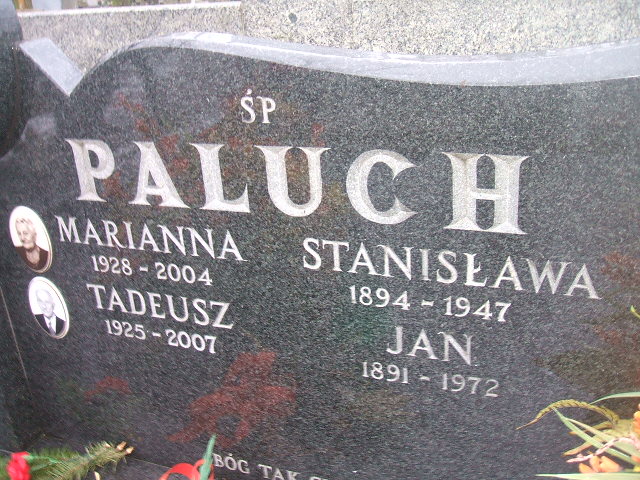 ŚP
PALUCH
MARIANNA
1928 - 2004
TADEUSZ
1925 - 2007
STANISŁAWA
1894 - 1947
JAN
1891 - 1972
BÓG TAK